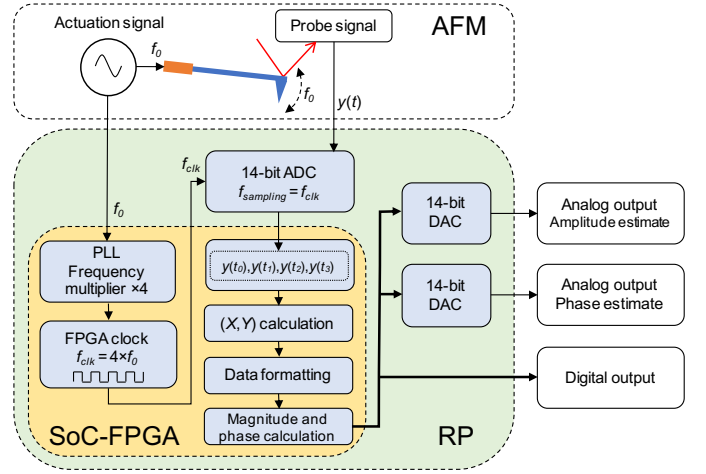 Actuation signal
Probe signal
AFM
f0
f0
y(t)
fclk
14-bit ADC
fsampling = fclk
f0
14-bit
DAC
Analog output
Amplitude estimate
PLL
Frequency
multiplier ×4
y(t0),y(t1),y(t2),y(t3)
14-bit
DAC
Analog output
Phase estimate
FPGA clock
fclk = 4×f0
(X,Y) calculation
Data formatting
Digital output
Magnitude and
phase calculation
SoC-FPGA
RP